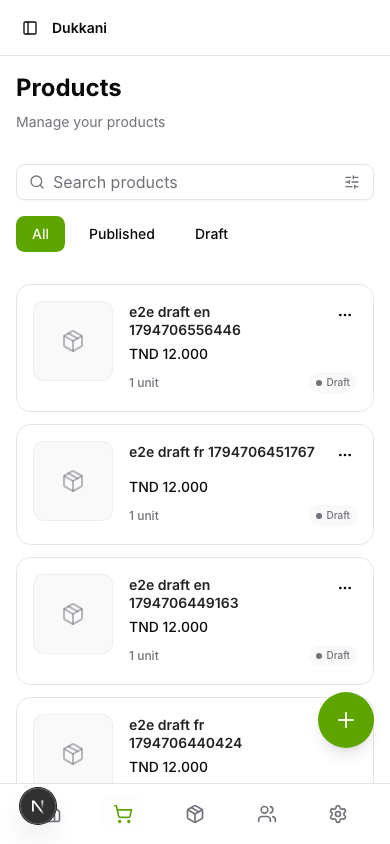 Dukkani
Products
Manage your products
Search products
All
Published
Draft
e2e draft en
1794706556446
TND 12.000
1 unit
Draft
e2e draft fr 1794706451767
TND 12.000
1 unit
Draft
e2e draft en
1794706449163
TND 12.000
1 unit
Draft
e2e draft fr
1794706440424
TND 12.000
N